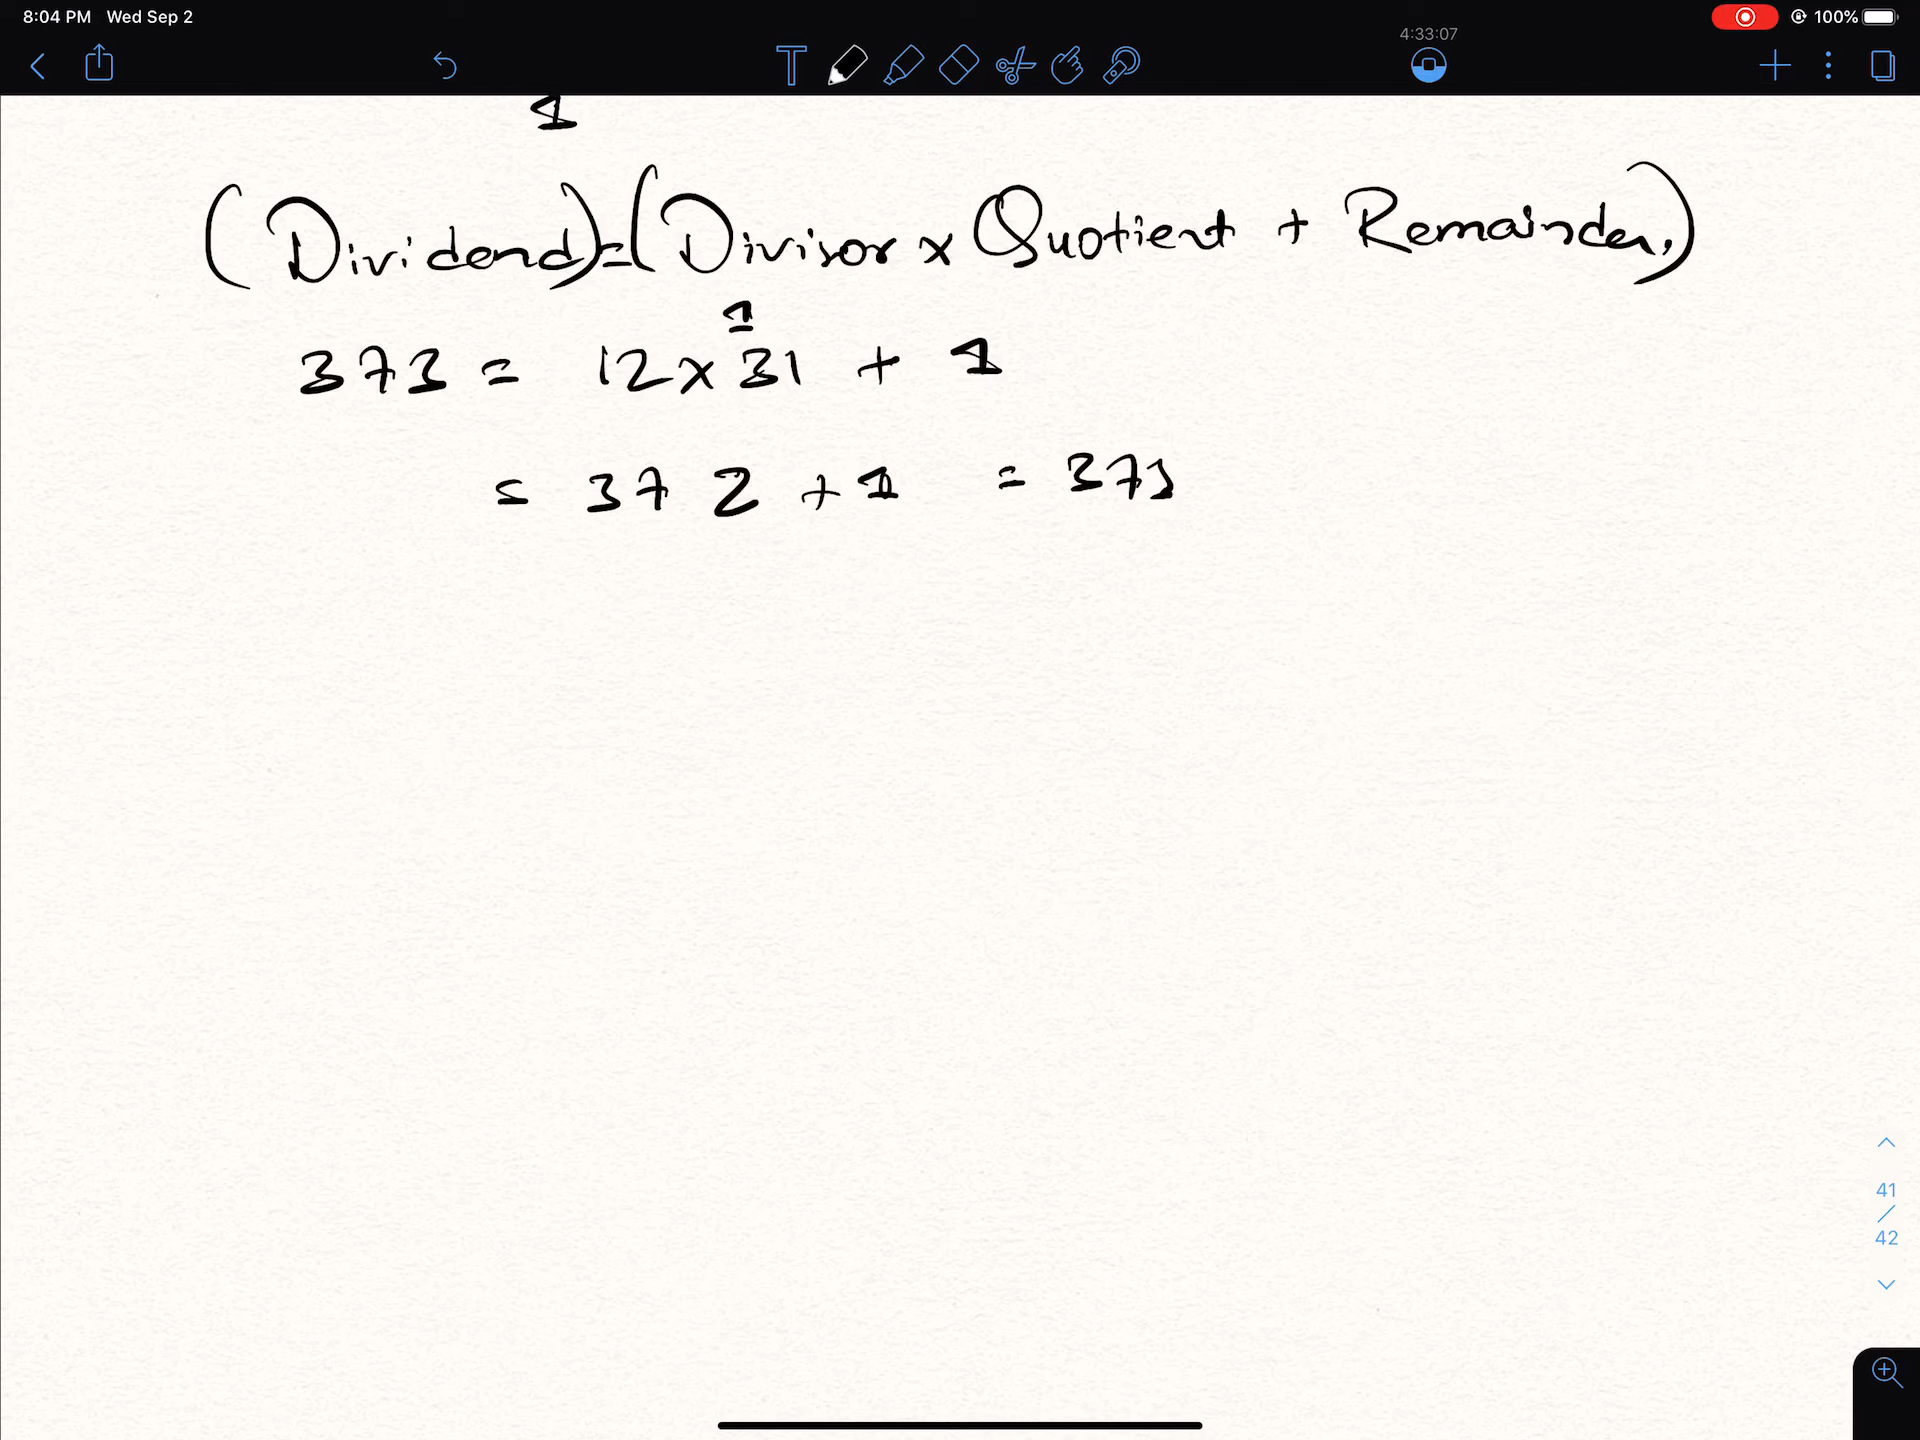 8:04 PM Wed Sep 2
100%
4:33:07
1
(Dividend) = (Divisor x Quotient + Remainder)
1
373 = 12 x 31 + 1
= 372 + 1 = 373
41
/
42